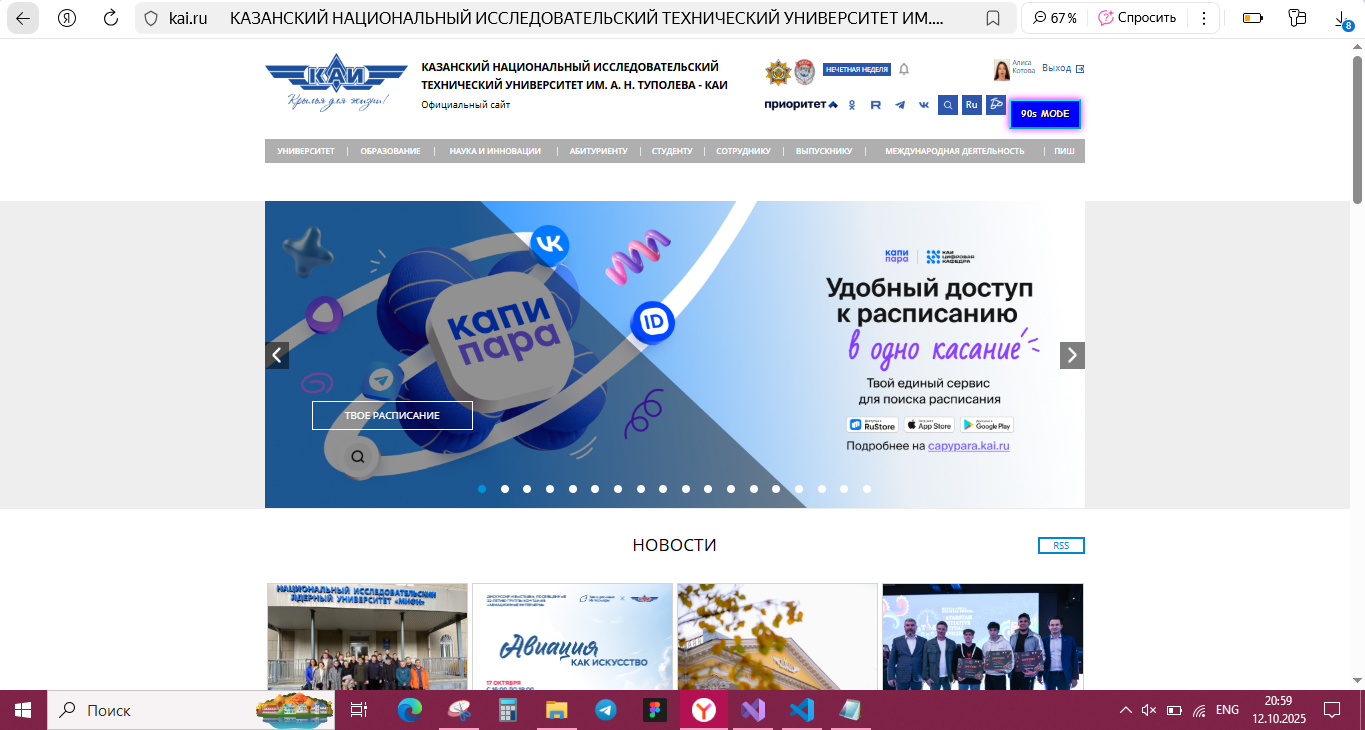 kai.ru КАЗАНСКИЙ НАЦИОНАЛЬНЫЙ ИССЛЕДОВАТЕЛЬСКИЙ ТЕХНИЧЕСКИЙ УНИВЕРСИТЕТ ИМ....
67 %
Спросить
8
КАИ
Крылья для жизни!
КАЗАНСКИЙ НАЦИОНАЛЬНЫЙ ИССЛЕДОВАТЕЛЬСКИЙ
ТЕХНИЧЕСКИЙ УНИВЕРСИТЕТ ИМ. А. Н. ТУПОЛЕВА - КАИ
Официальный сайт
НЕЧЕТНАЯ НЕДЕЛЯ
Алиса
Котова
Выход
приоритет
Ru
90s MODE
УНИВЕРСИТЕТ
ОБРАЗОВАНИЕ
НАУКА И ИННОВАЦИИ
АБИТУРИЕНТУ
СТУДЕНТУ
СОТРУДНИКУ
ВЫПУСКНИКУ
МЕЖДУНАРОДНАЯ ДЕЯТЕЛЬНОСТЬ
ПИШ
капи
пара
ID
ТВОЕ РАСПИСАНИЕ
капи
пара
КАИ
ЦИФРОВАЯ
КАФЕДРА
Удобный доступ
к расписанию
в одно касание
Твой единый сервис
для поиска расписания
RuStore
App Store
Google Play
Подробнее на capypara.kai.ru
НОВОСТИ
RSS
НАЦИОНАЛЬНЫЙ ИССЛЕДОВАТЕЛЬСКИЙ
ЯДЕРНЫЙ УНИВЕРСИТЕТ «МИФИ»
Авиация
КАК ИСКУССТВО
17 ОКТЯБРЯ
Поиск
ENG
20:59
12.10.2025